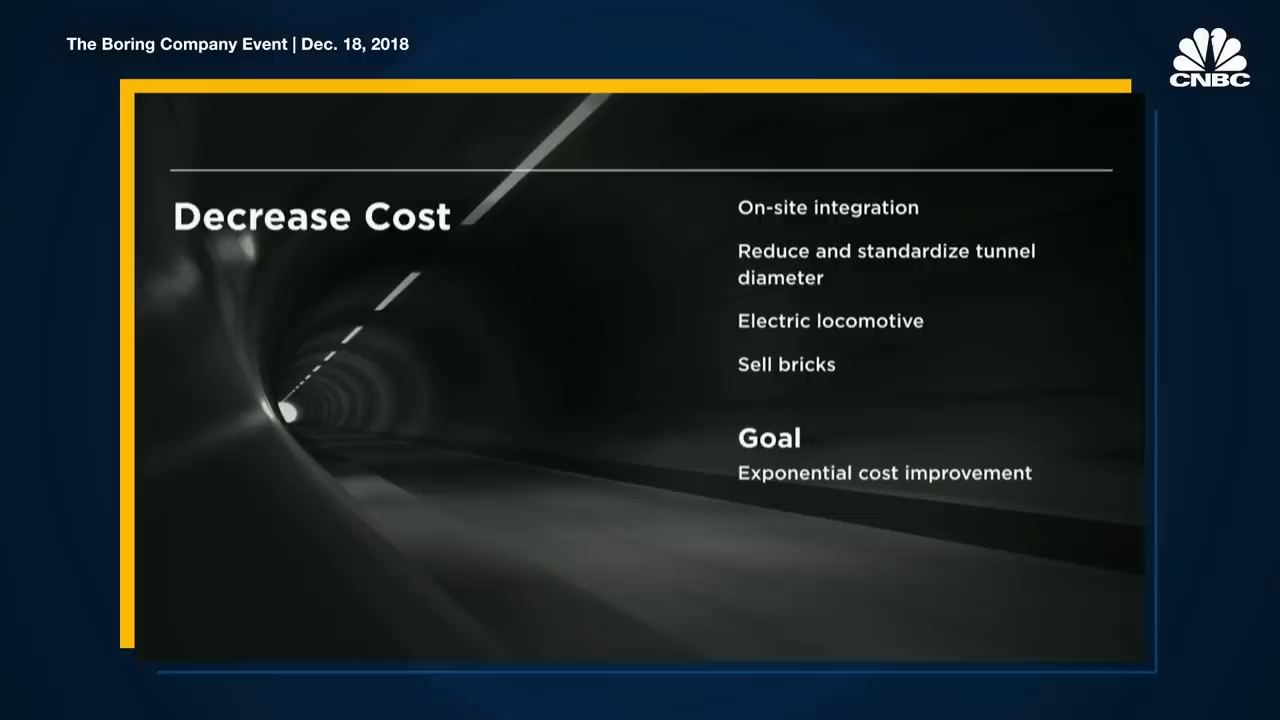 The Boring Company Event | Dec. 18, 2018
CNBC
Decrease Cost
On-site integration
Reduce and standardize tunnel
diameter
Electric locomotive
Sell bricks
Goal
Exponential cost improvement